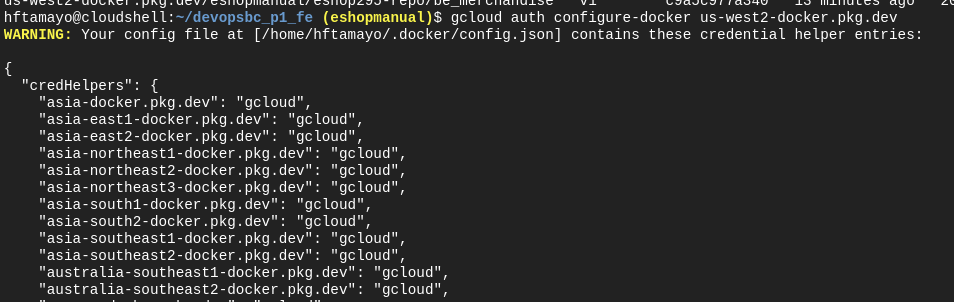 us-west2-docker.pkg.dev/eshopmanual/eshop295-repo/be_merchandise v1 c9a5c977a340 13 minutes ago
hftamayo@cloudshell:~/devopsbc_p1_fe (eshopmanual)$ gcloud auth configure-docker us-west2-docker.pkg.dev
WARNING: Your config file at [/home/hftamayo/.docker/config.json] contains these credential helper entries:
{
"credHelpers": {
"asia-docker.pkg.dev": "gcloud",
"asia-east1-docker.pkg.dev": "gcloud",
"asia-east2-docker.pkg.dev": "gcloud",
"asia-northeast1-docker.pkg.dev": "gcloud",
"asia-northeast2-docker.pkg.dev": "gcloud",
"asia-northeast3-docker.pkg.dev": "gcloud",
"asia-south1-docker.pkg.dev": "gcloud",
"asia-south2-docker.pkg.dev": "gcloud",
"asia-southeast1-docker.pkg.dev": "gcloud",
"asia-southeast2-docker.pkg.dev": "gcloud",
"australia-southeast1-docker.pkg.dev": "gcloud",
"australia-southeast2-docker.pkg.dev": "gcloud",